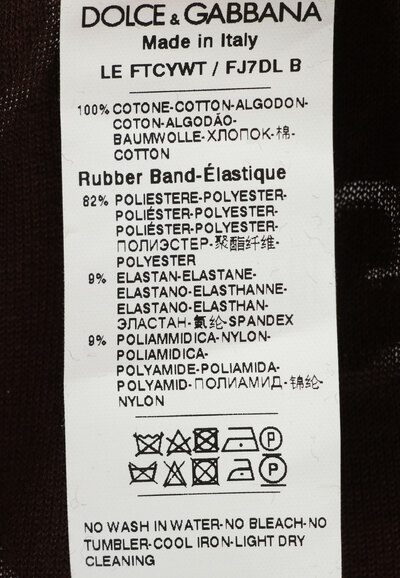 DOLCE & GABBANA
Made in Italy
LE FTCYWT / FJ7DL B
100% COTONE-COTTON-ALGODON-
COTON-ALGODÃO-
BAUMWOLLE-ХЛОПОК-棉-
COTTON
Rubber Band-Élastique
82% POLIESTERE-POLYESTER-
POLIÉSTER-POLYESTER-
POLIÉSTER-POLYESTER-
ПОЛИЭСТЕР-聚酯纤维-
POLYESTER
9% ELASTAN-ELASTANE-
ELASTANO-ELASTHANNE-
ELASTANO-ELASTHAN-
ЭЛАСТАН-氨纶-SPANDEX
9% POLIAMMIDICA-NYLON-
POLIAMIDICA-
POLYAMIDE-POLIAMIDA-
POLYAMID-ПОЛИАМИД-锦纶-
NYLON
P
P
NO WASH IN WATER-NO BLEACH-NO
TUMBLER-COOL IRON-LIGHT DRY
CLEANING